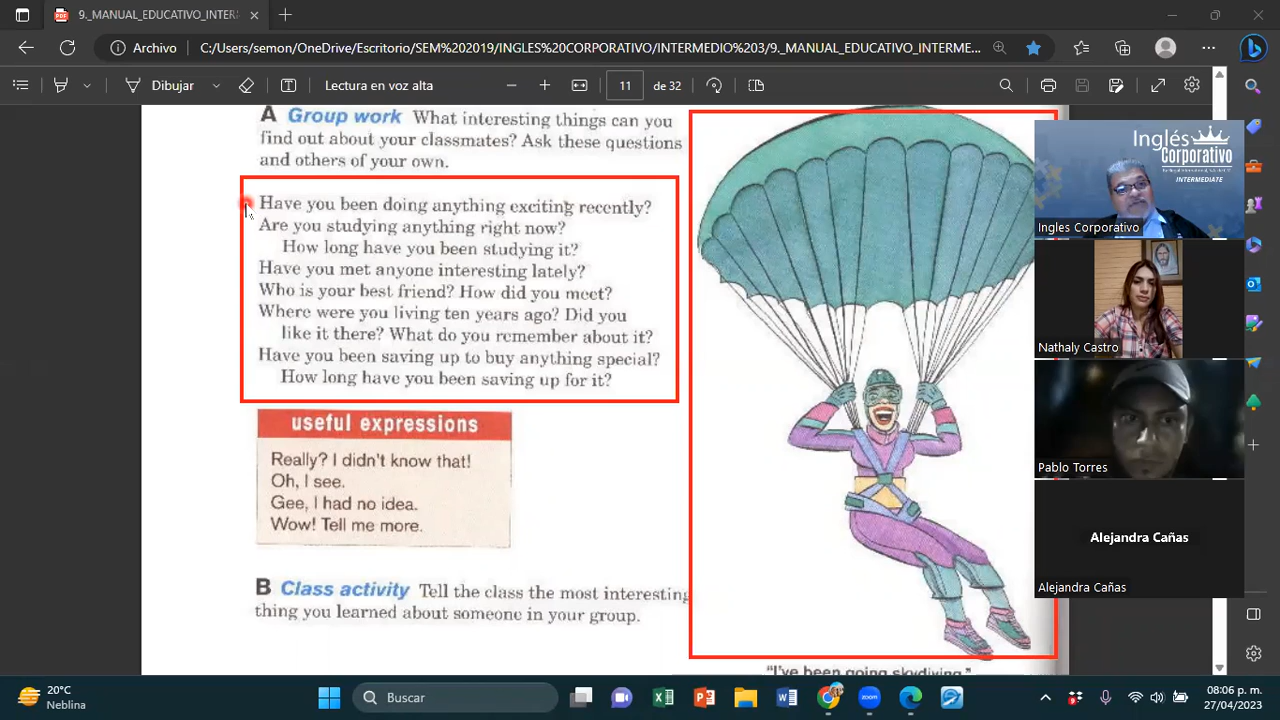 9._MANUAL_EDUCATIVO_INTER
Archivo
C:/Users/semon/OneDrive/Escritorio/SEM%202019/INGLES%20CORPORATIVO/INTERMEDIO%203/9._MANUAL_EDUCATIVO_INTERME...
Dibujar
Lectura en voz alta
11
de 32
A Group work What interesting things can you
find out about your classmates? Ask these questions
and others of your own.
Have you been doing anything exciting recently?
Are you studying anything right now?
How long have you been studying it?
Have you met anyone interesting lately?
Who is your best friend? How did you meet?
Where were you living ten years ago? Did you
like it there? What do you remember about it?
Have you been saving up to buy anything special?
How long have you been saving up for it?
useful expressions
Really? I didn't know that!
Oh, I see.
Gee, I had no idea.
Wow! Tell me more.
B Class activity Tell the class the most interesting
thing you learned about someone in your group.
"I've been going skydiving."
Inglés
Corporativo
INTERMEDIATE
Ingles Corporativo
Nathaly Castro
Pablo Torres
Alejandra Cañas
Alejandra Cañas
20°C
Neblina
Buscar
08:06 p. m.
27/04/2023